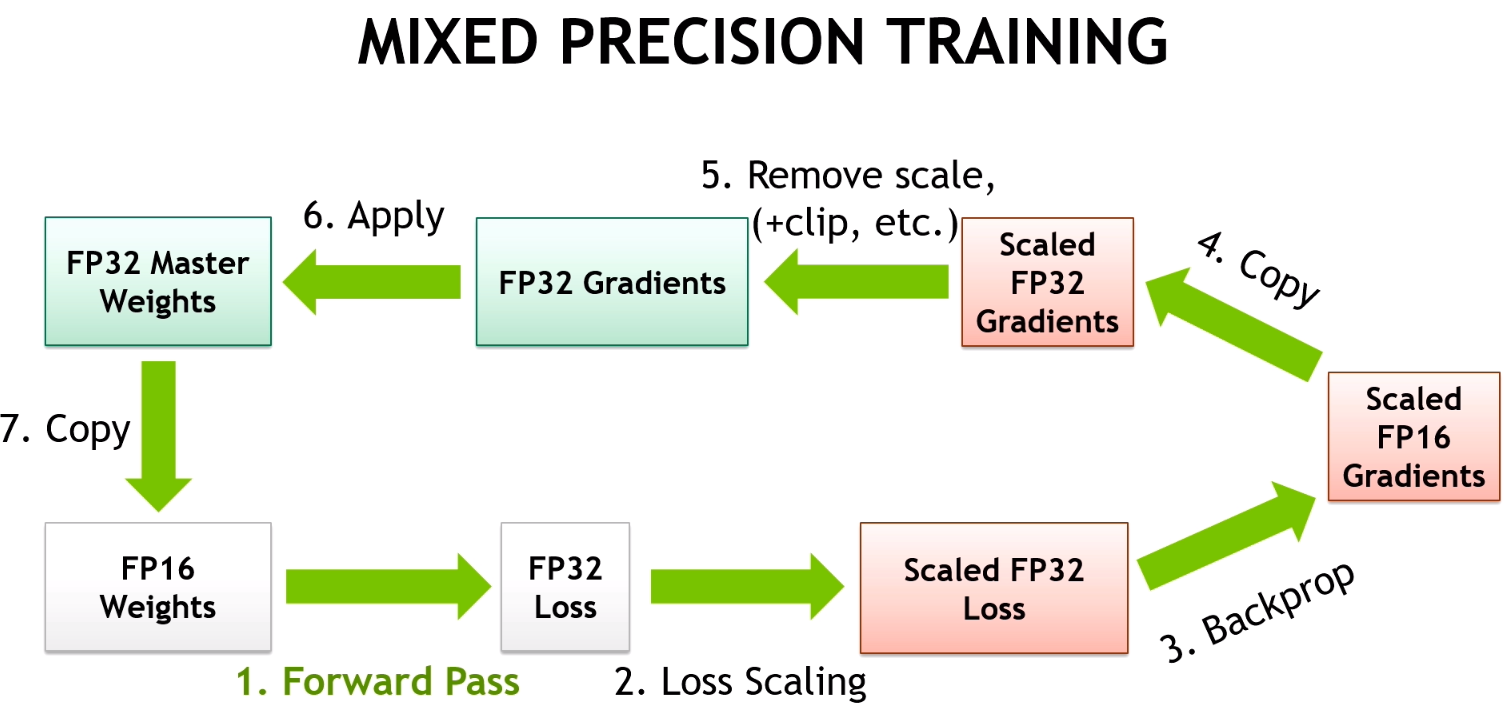 MIXED PRECISION TRAINING
5. Remove scale,
(+clip, etc.)
6. Apply
4. Copy
FP32 Master
Weights
FP32 Gradients
Scaled
FP32
Gradients
Scaled
FP16
Gradients
7. Copy
FP16
Weights
FP32
Loss
Scaled FP32
Loss
3. Backprop
1. Forward Pass
2. Loss Scaling